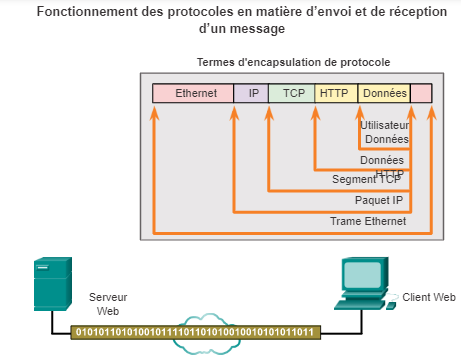 Fonctionnement des protocoles en matière d'envoi et de réception
d'un message
Termes d'encapsulation de protocole
Ethernet IP TCP HTTP Données
Utilisateur
Données
Données
HTTP
Segment TCP
Paquet IP
Trame Ethernet
Serveur
Web
Client Web
0101011010100101111011010100100101010101011011